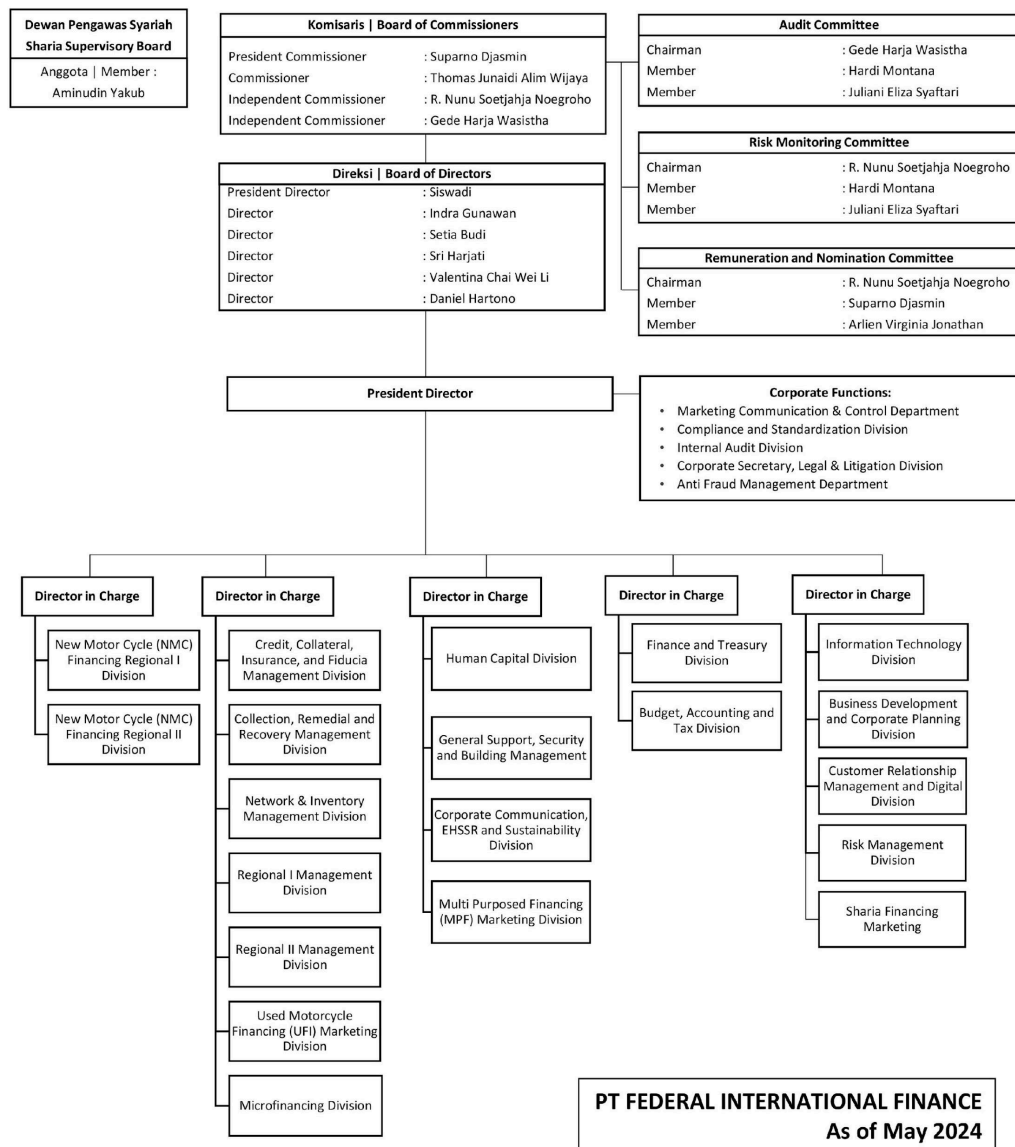 Dewan Pengawas Syariah
Sharia Supervisory Board
Anggota | Member :
Aminudin Yakub
Komisaris | Board of Commissioners
President Commissioner : Suparno Djasmin
Commissioner : Thomas Junaidi Alim Wijaya
Independent Commissioner : R. Nunu Soetjahja Noegroho
Independent Commissioner : Gede Harja Wasistha
Audit Committee
Chairman : Gede Harja Wasistha
Member : Hardi Montana
Member : Juliani Eliza Syaftari
Risk Monitoring Committee
Chairman : R. Nunu Soetjahja Noegroho
Member : Hardi Montana
Member : Juliani Eliza Syaftari
Remuneration and Nomination Committee
Chairman : R. Nunu Soetjahja Noegroho
Member : Suparno Djasmin
Member : Arlien Virginia Jonathan
Direksi | Board of Directors
President Director : Siswadi
Director : Indra Gunawan
Director : Setia Budi
Director : Sri Harjati
Director : Valentina Chai Wei Li
Director : Daniel Hartono
President Director
Corporate Functions:
• Marketing Communication & Control Department
• Compliance and Standardization Division
• Internal Audit Division
• Corporate Secretary, Legal & Litigation Division
• Anti Fraud Management Department
Director in Charge
New Motor Cycle (NMC)
Financing Regional I
Division
New Motor Cycle (NMC)
Financing Regional II
Division
Director in Charge
Credit, Collateral,
Insurance, and Fiducia
Management Division
Collection, Remedial and
Recovery Management
Division
Network & Inventory
Management Division
Regional I Management
Division
Regional II Management
Division
Used Motorcycle
Financing (UFI) Marketing
Division
Microfinancing Division
Director in Charge
Human Capital Division
General Support, Security
and Building Management
Corporate Communication,
EHSSR and Sustainability
Division
Multi Purposed Financing
(MPF) Marketing Division
Director in Charge
Finance and Treasury
Division
Budget, Accounting and
Tax Division
Director in Charge
Information Technology
Division
Business Development
and Corporate Planning
Division
Customer Relationship
Management and Digital
Division
Risk Management
Division
Sharia Financing
Marketing
PT FEDERAL INTERNATIONAL FINANCE
As of May 2024